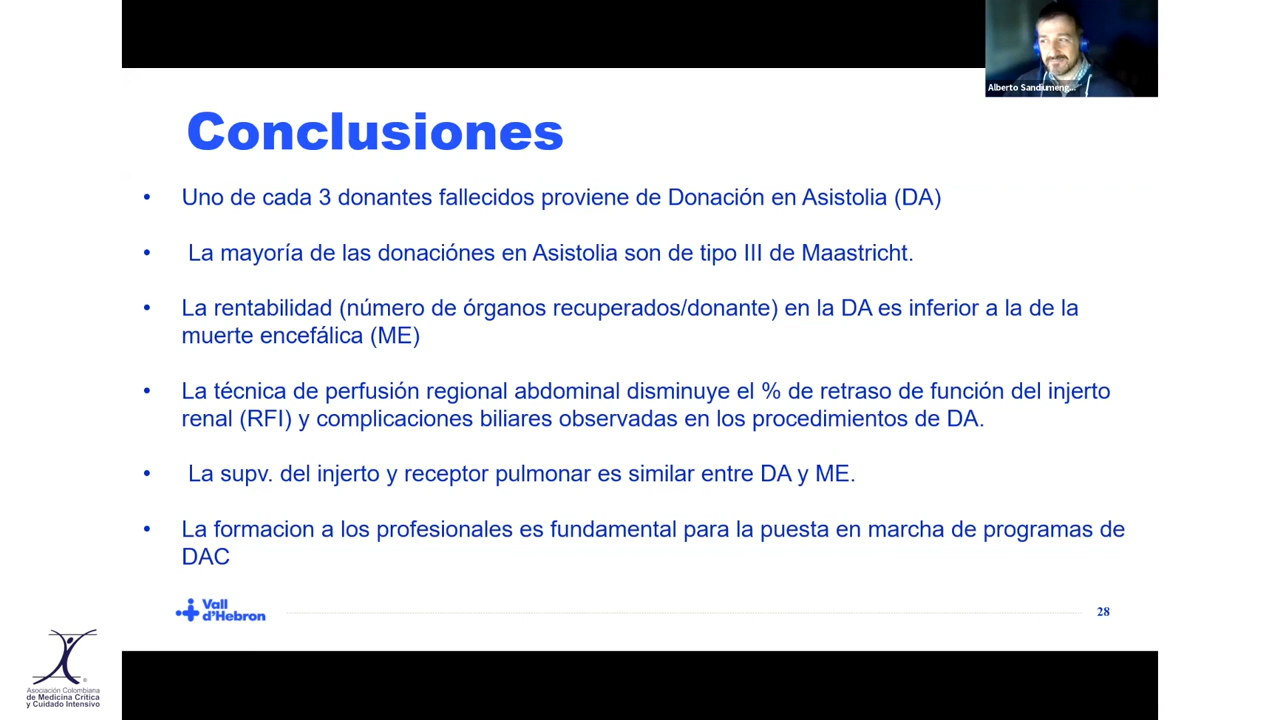 Alberto Sandiumeng...
Conclusiones
• Uno de cada 3 donantes fallecidos proviene de Donación en Asistolia (DA)
• La mayoría de las donaciónes en Asistolia son de tipo III de Maastricht.
• La rentabilidad (número de órganos recuperados/donante) en la DA es inferior a la de la
muerte encefálica (ME)
• La técnica de perfusión regional abdominal disminuye el % de retraso de función del injerto
renal (RFI) y complicaciones biliares observadas en los procedimientos de DA.
• La supv. del injerto y receptor pulmonar es similar entre DA y ME.
• La formacion a los profesionales es fundamental para la puesta en marcha de programas de
DAC
Vall
d'Hebron
28
Asociación Colombiana
de Medicina Crítica
y Cuidado Intensivo